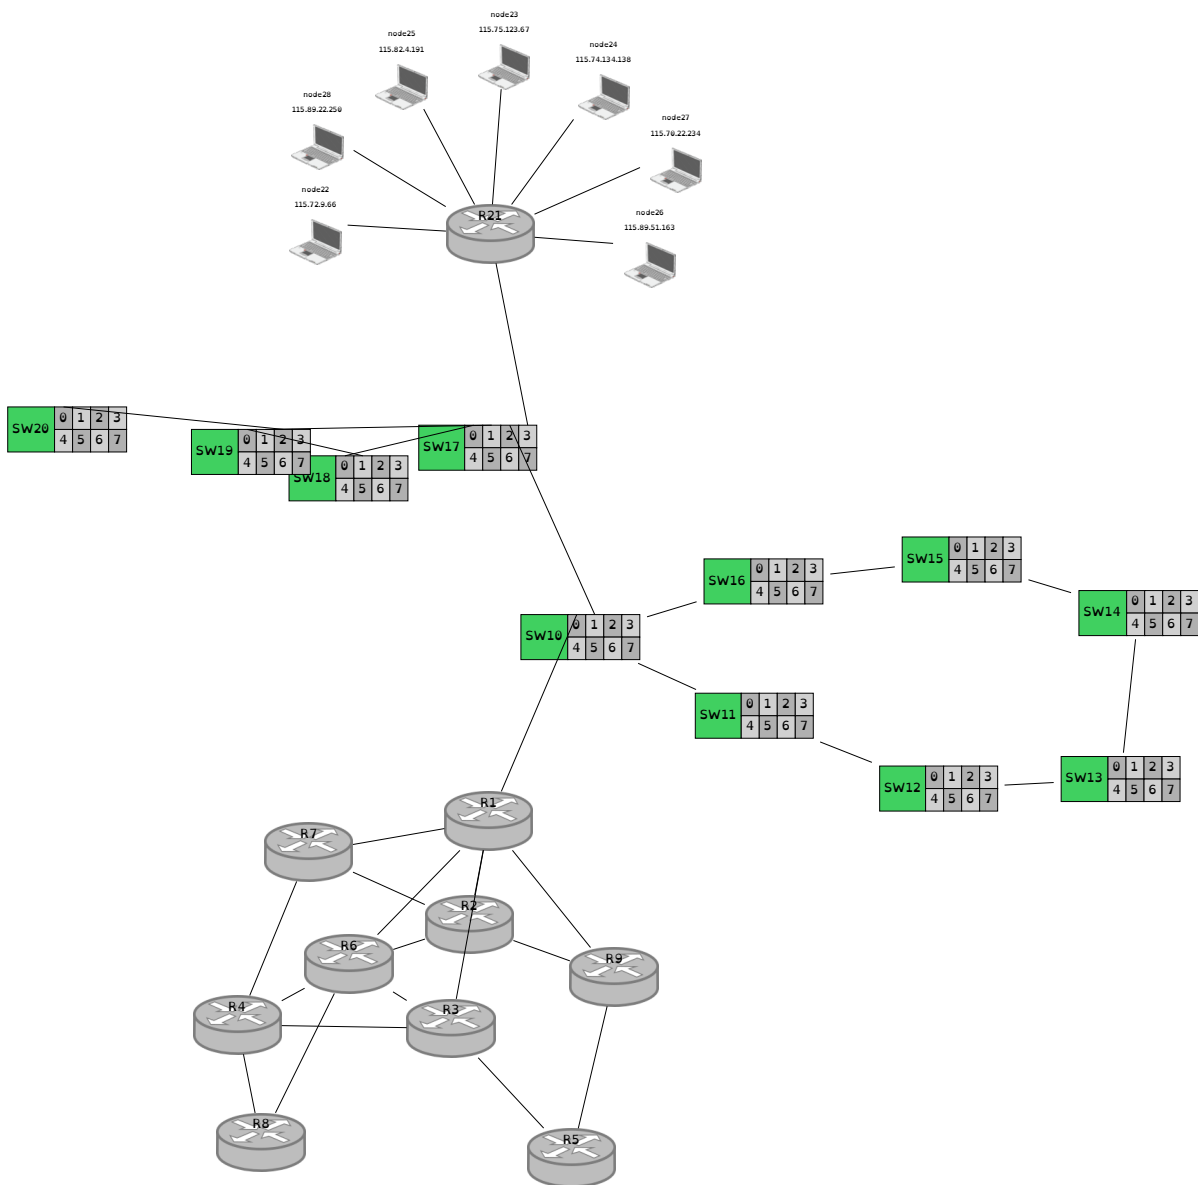 node23
115.75.123.67
node25
115.82.4.191
node24
115.74.134.138
node28
115.89.22.250
node27
115.70.22.234
node22
115.72.9.66
R21
node26
115.89.51.163
SW20 0 1 2 3
4 5 6 7
SW19 0 1 2 3
4 5 6 7
SW18 0 1 2 3
4 5 6 7
SW17 0 1 2 3
4 5 6 7
SW16 0 1 2 3
4 5 6 7
SW15 0 1 2 3
4 5 6 7
SW14 0 1 2 3
4 5 6 7
SW10 0 1 2 3
4 5 6 7
SW11 0 1 2 3
4 5 6 7
SW12 0 1 2 3
4 5 6 7
SW13 0 1 2 3
4 5 6 7
R1
R7
R2
R6
R9
R4
R3
R8
R5